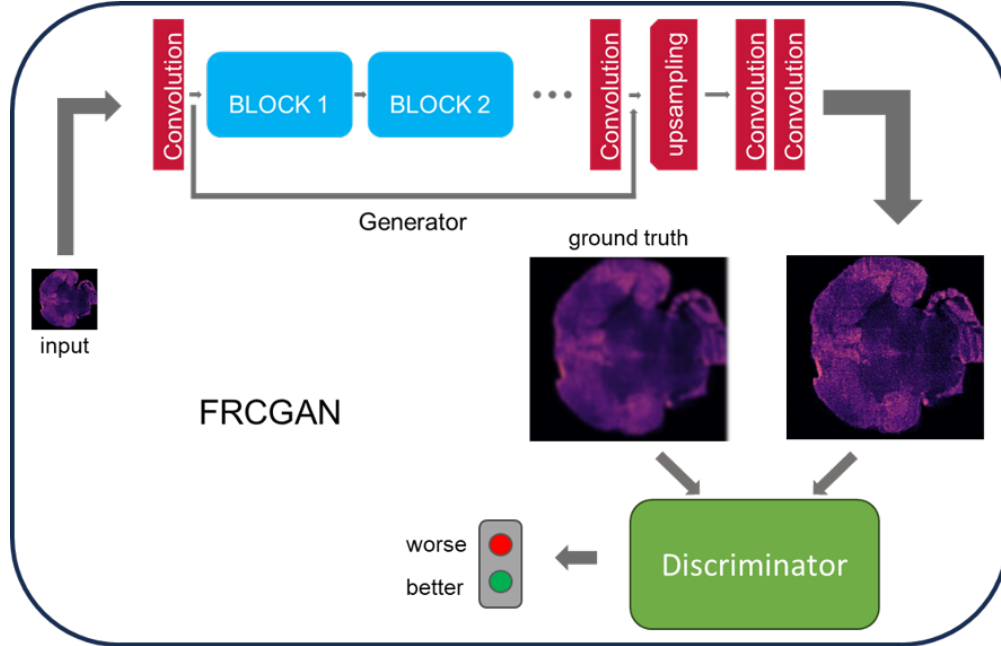 Convolution
BLOCK 1
BLOCK 2
Convolution
upsampling
Convolution
Convolution
Generator
ground truth
input
FRCGAN
worse
better
Discriminator